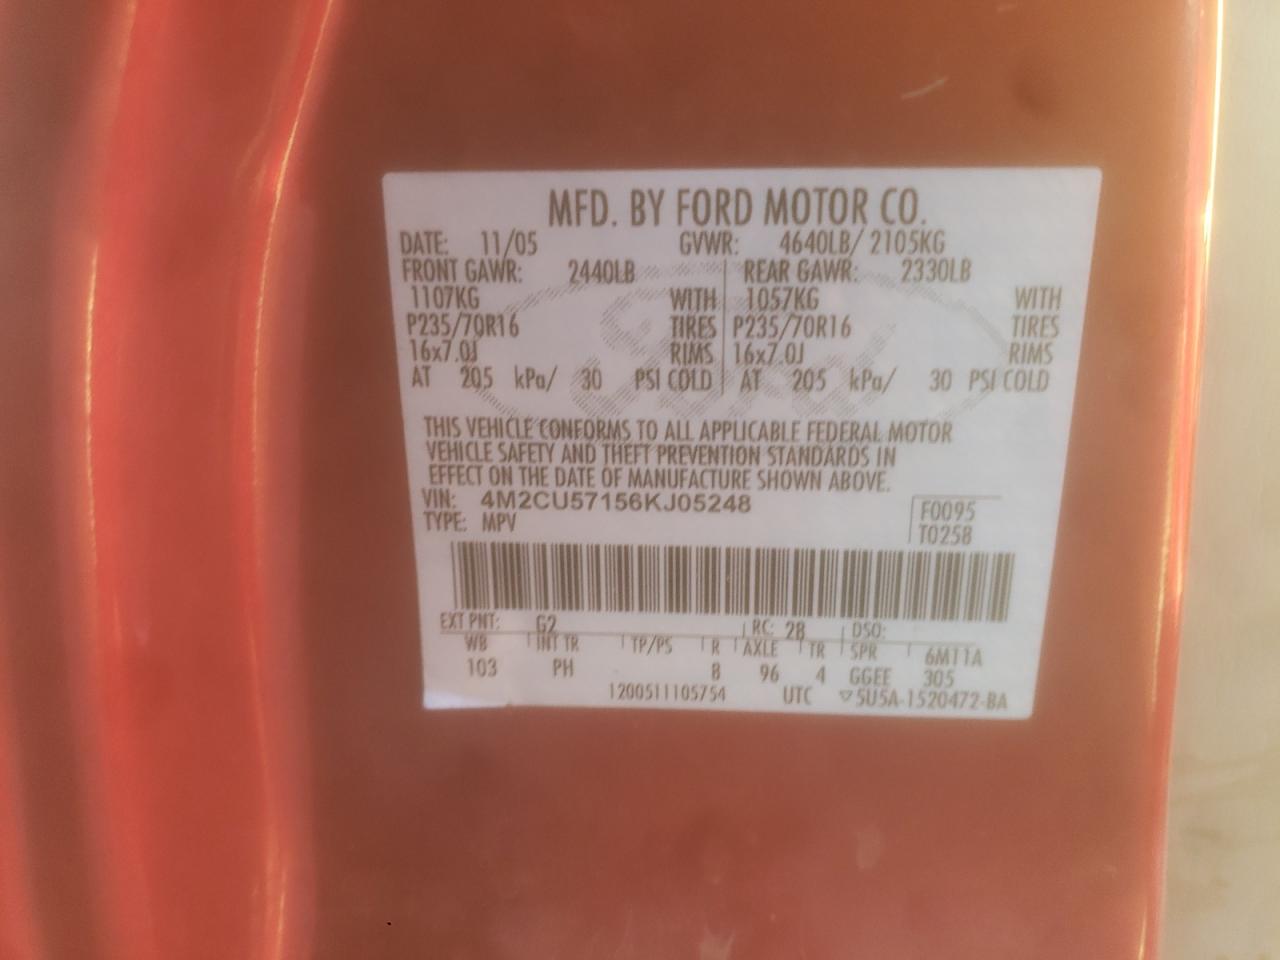 MFD. BY FORD MOTOR CO.
DATE: 11/05 GVWR: 4640LB/ 2105KG
FRONT GAWR: 2440LB REAR GAWR: 2330LB
1107KG WITH 1057KG WITH
P235/70R16 TIRES P235/70R16 TIRES
16x7.0J RIMS 16x7.0J RIMS
AT 205 kPa/ 30 PSI COLD AT 205 kPa/ 30 PSI COLD
THIS VEHICLE CONFORMS TO ALL APPLICABLE FEDERAL MOTOR
VEHICLE SAFETY AND THEFT PREVENTION STANDARDS IN
EFFECT ON THE DATE OF MANUFACTURE SHOWN ABOVE.
VIN: 4M2CU57156KJ05248 F0095
TYPE: MPV T0258
EXT PNT: G2 RC: 28 DSO:
WB INT TR TP/PS R AXLE TR SPR 6M11A
103 PH 8 96 4 GGEE 305
1200511105754 UTC ▽5U5A-1520472-BA